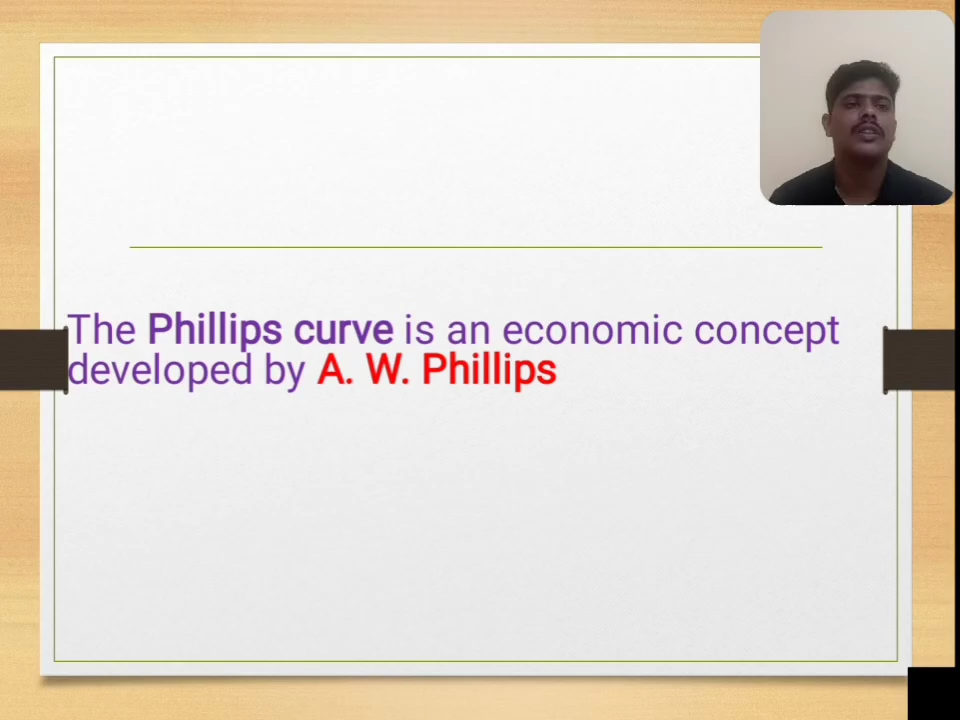 The Phillips curve is an economic concept
developed by A. W. Phillips